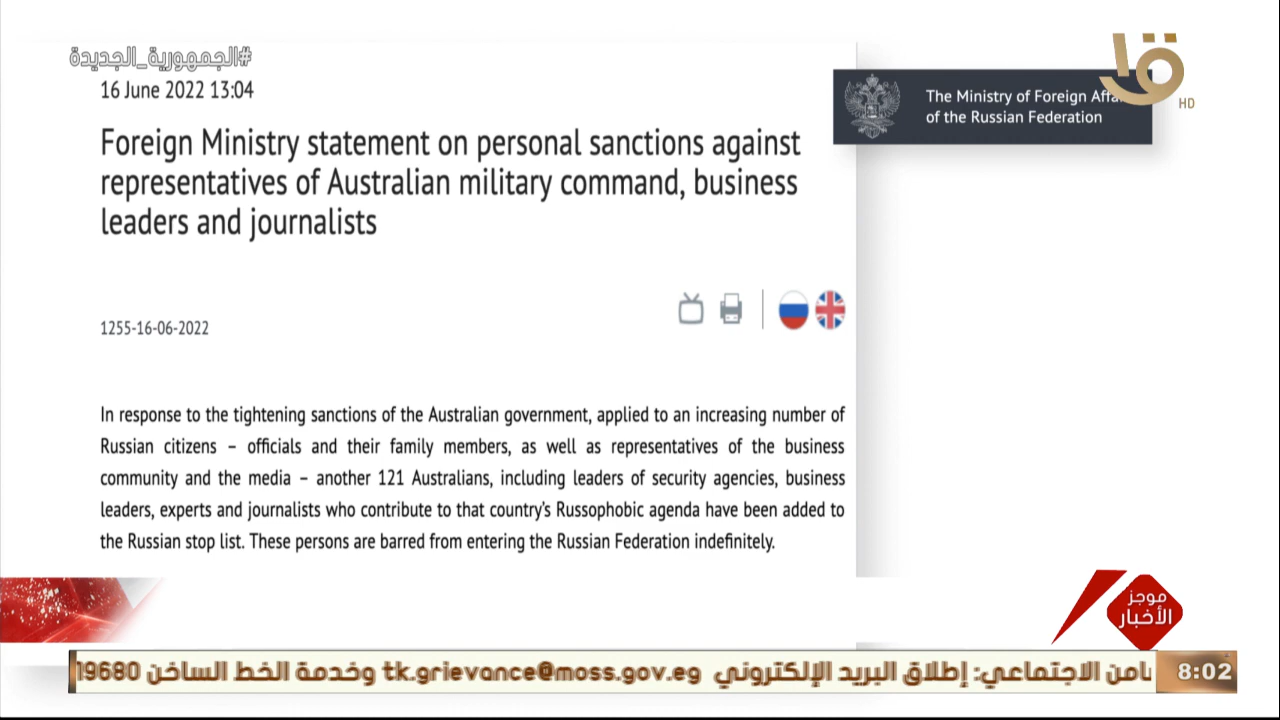 #الجمهورية_الجديدة
16 June 2022 13:04
HD
The Ministry of Foreign Affa
of the Russian Federation
Foreign Ministry statement on personal sanctions against
representatives of Australian military command, business
leaders and journalists
1255-16-06-2022
In response to the tightening sanctions of the Australian government, applied to an increasing number of
Russian citizens – officials and their family members, as well as representatives of the business
community and the media – another 121 Australians, including leaders of security agencies, business
leaders, experts and journalists who contribute to that country's Russophobic agenda have been added to
the Russian stop list. These persons are barred from entering the Russian Federation indefinitely.
موجز
الأخبار
الاجتماعي: إطلاق البريد الإلكتروني tk.grievance@moss.gov.eg وخدمة الخط الساخن 19680
8:02